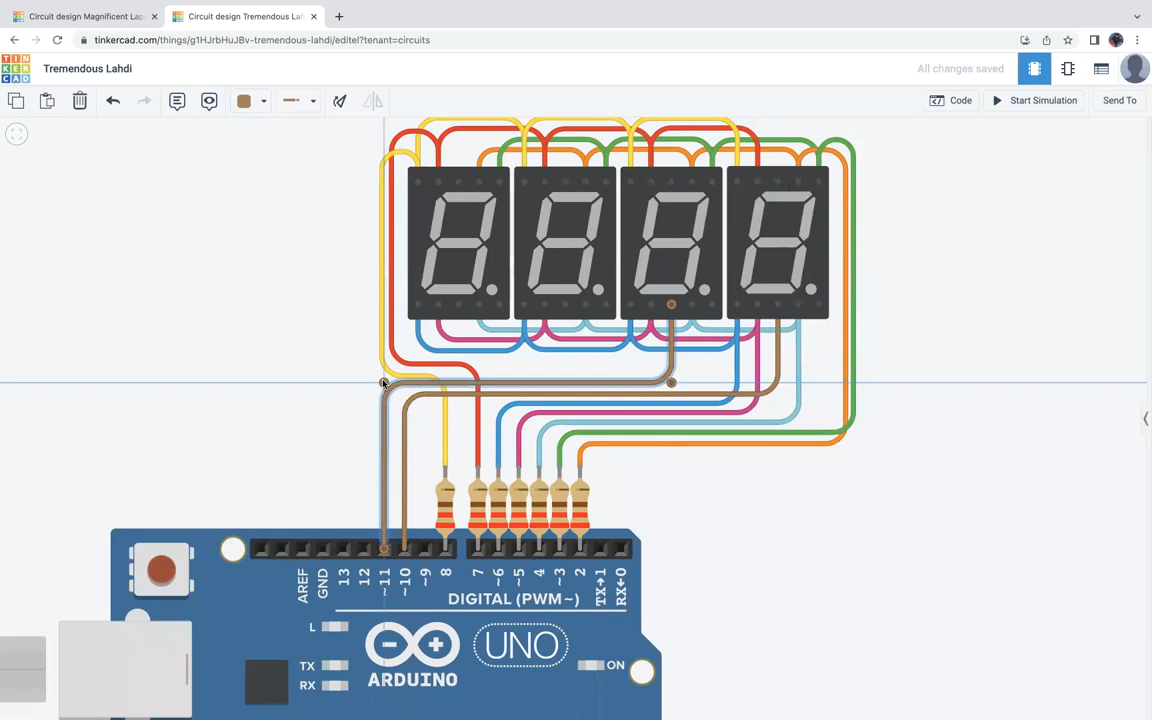 Circuit design Magnificent Lap
Circuit design Tremendous Lah
tinkercad.com/things/g1HJrbHuJBv-tremendous-lahdi/editel?tenant=circuits
TIN
KER
CAD
Tremendous Lahdi
All changes saved
Code
Start Simulation
Send To
AREF
GND
13
12
~11
~10
~9
8
7
~6
~5
4
~3
2
TX→1
RX←0
DIGITAL (PWM~)
L
TX
RX
UNO
ON
ARDUINO